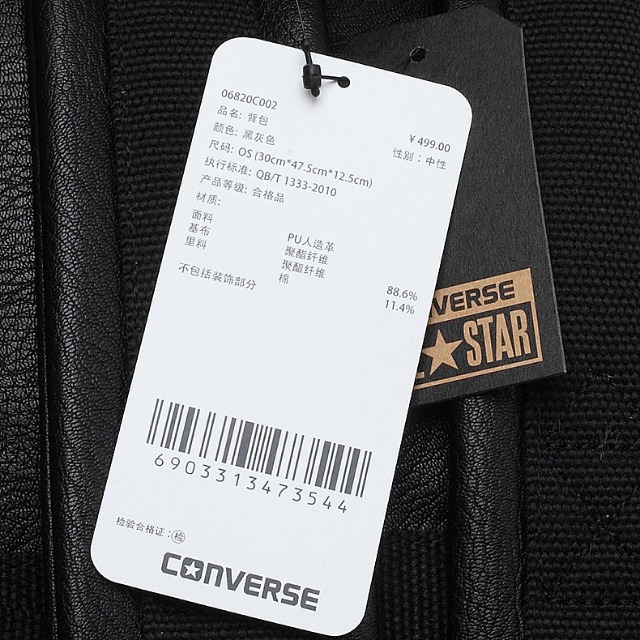 06820C002
品名: 背包
¥ 499.00
颜色: 黑灰色
性别: 中性
尺码: OS (30cm*47.5cm*12.5cm)
执行标准: QB/T 1333-2010
产品等级: 合格品
材质:
面料 PU人造革
基布 聚酯纤维
里料 聚酯纤维 88.6%
棉 11.4%
不包括装饰部分
6903313473544
检验合格证: 检
CONVERSE
VERSE
STAR